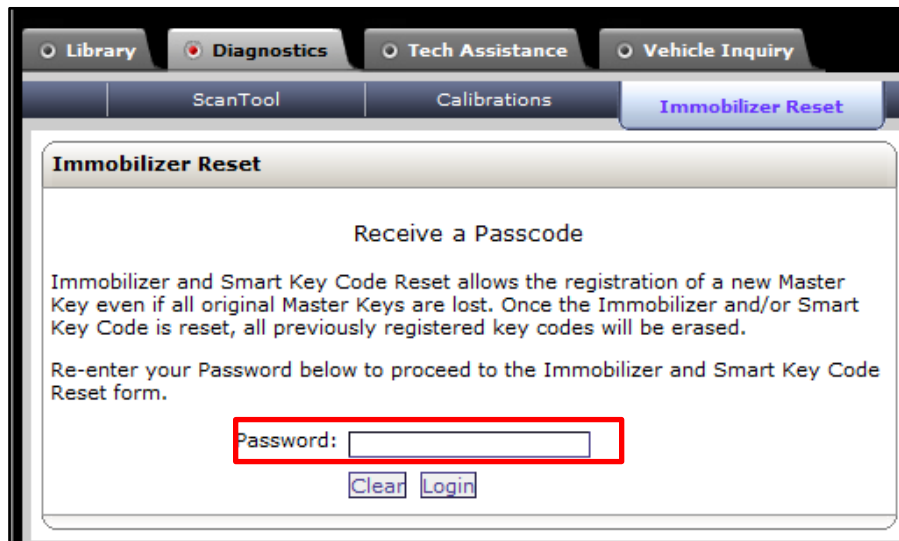 Library Diagnostics Tech Assistance Vehicle Inquiry
ScanTool Calibrations Immobilizer Reset
Immobilizer Reset
Receive a Passcode
Immobilizer and Smart Key Code Reset allows the registration of a new Master
Key even if all original Master Keys are lost. Once the Immobilizer and/or Smart
Key Code is reset, all previously registered key codes will be erased.
Re-enter your Password below to proceed to the Immobilizer and Smart Key Code
Reset form.
Password:
Clear Login